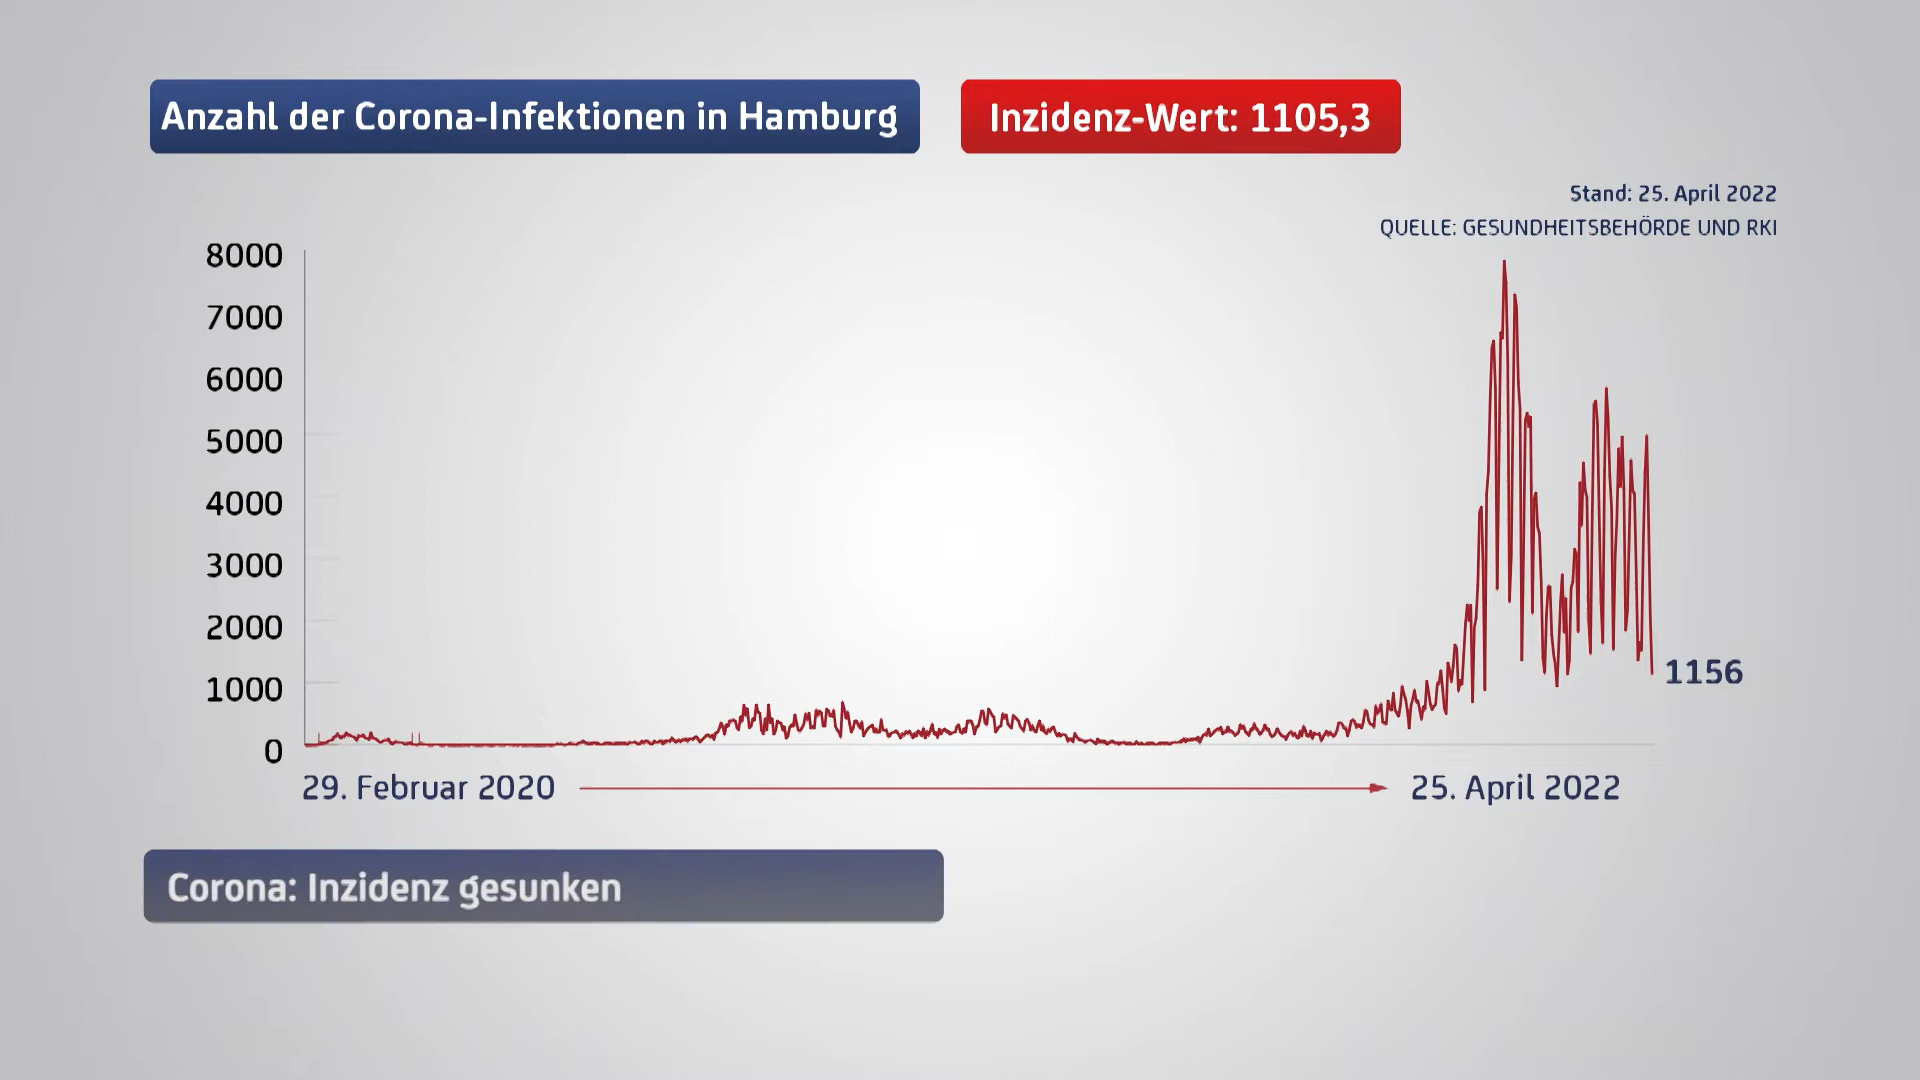 Anzahl der Corona-Infektionen in Hamburg
Inzidenz-Wert: 1105,3
Stand: 25. April 2022
QUELLE: GESUNDHEITSBEHÖRDE UND RKI
8000
7000
6000
5000
4000
3000
2000
1000
0
1156
29. Februar 2020
25. April 2022
Corona: Inzidenz gesunken